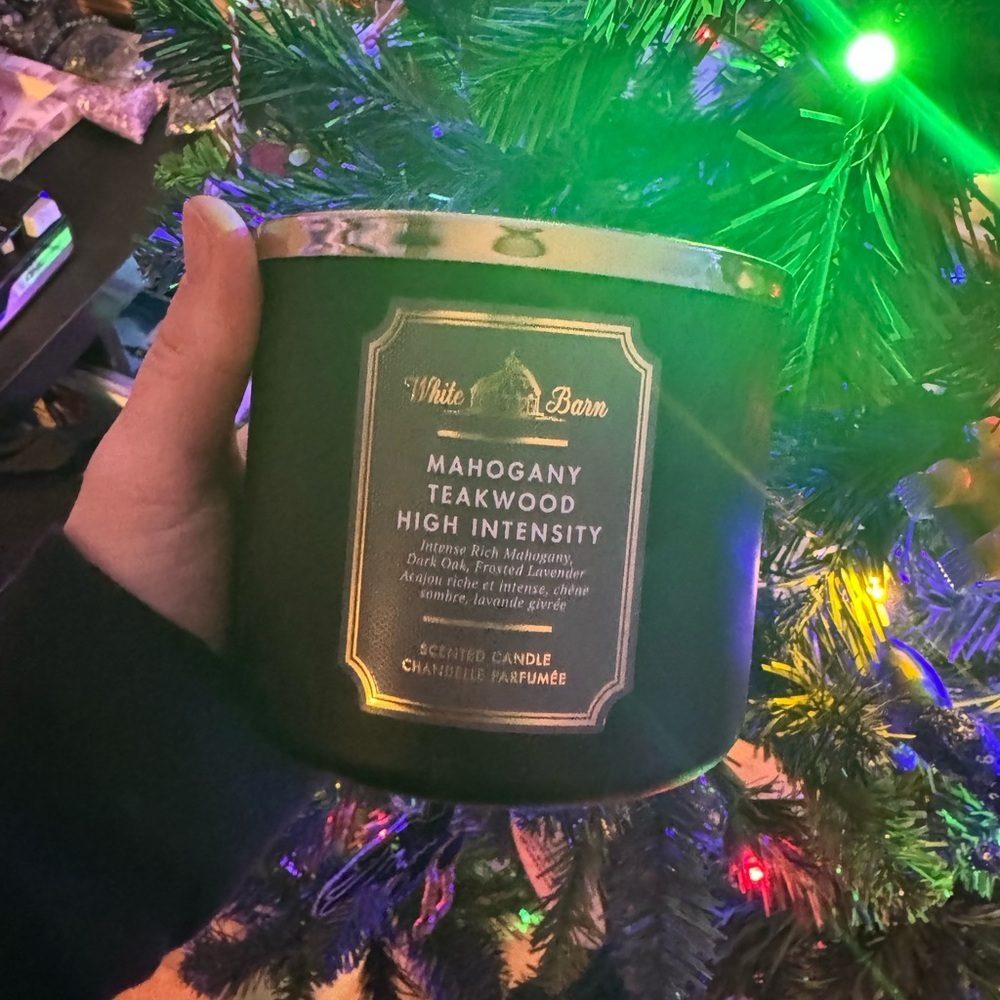 White Barn
MAHOGANY
TEAKWOOD
HIGH INTENSITY
Intense Rich Mahogany,
Dark Oak, Frosted Lavender
Acajou riche et intense, chêne
sombre, lavande givrée
SCENTED CANDLE
CHANDELLE PARFUMÉE